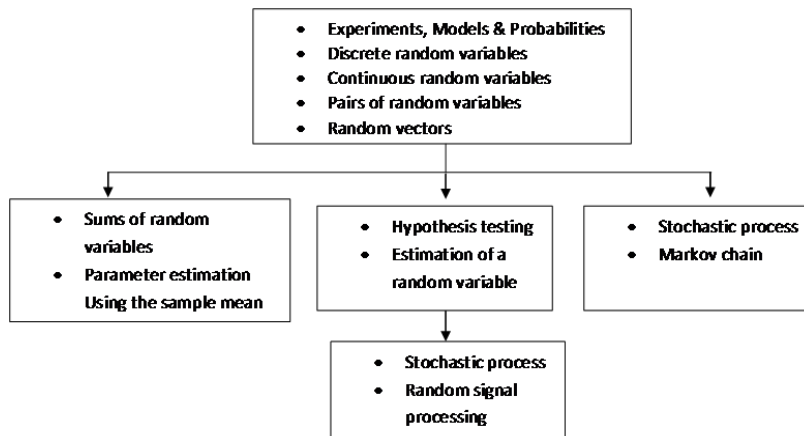 • Experiments, Models & Probabilities
• Discrete random variables
• Continuous random variables
• Pairs of random variables
• Random vectors
• Sums of random
variables
• Parameter estimation
Using the sample mean
• Hypothesis testing
• Estimation of a
random variable
• Stochastic process
• Markov chain
• Stochastic process
• Random signal
processing